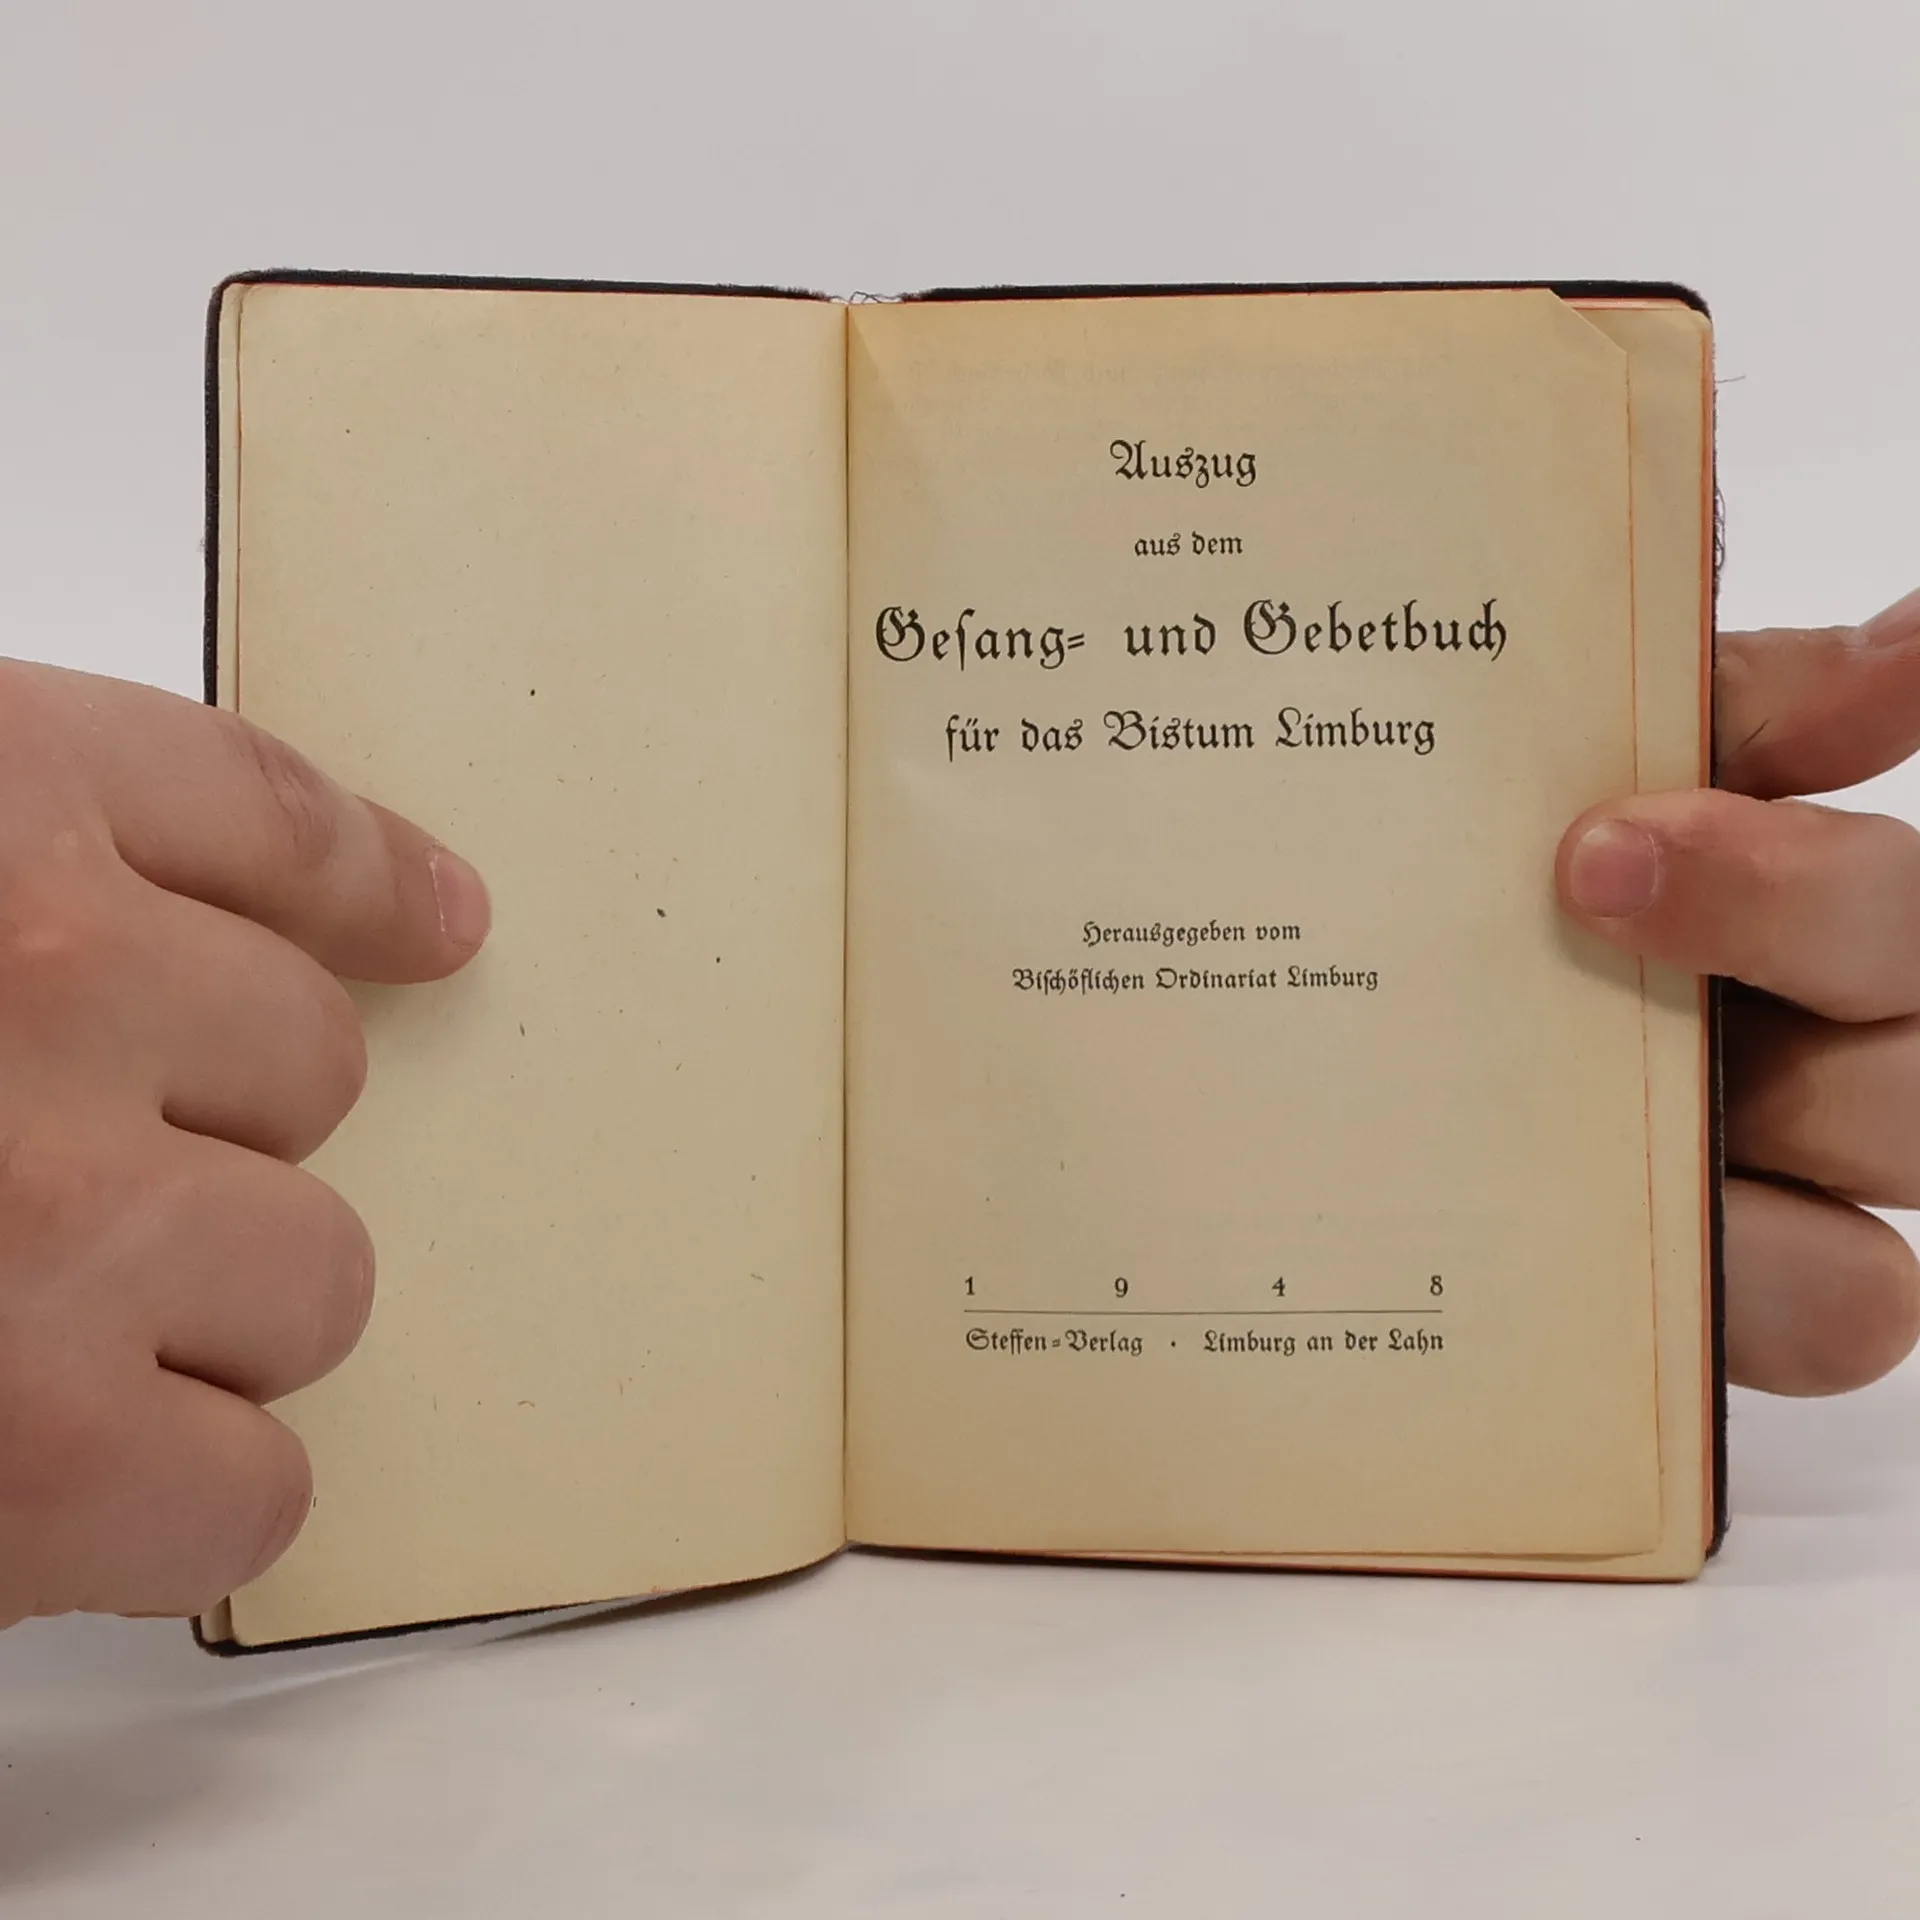 Auszug
aus dem
Geſang= und Gebetbuch
für das Bistum Limburg
Herausgegeben vom
Biſchöflichen Ordinariat Limburg
1 9 4 8
Steffen=Verlag · Limburg an der Lahn